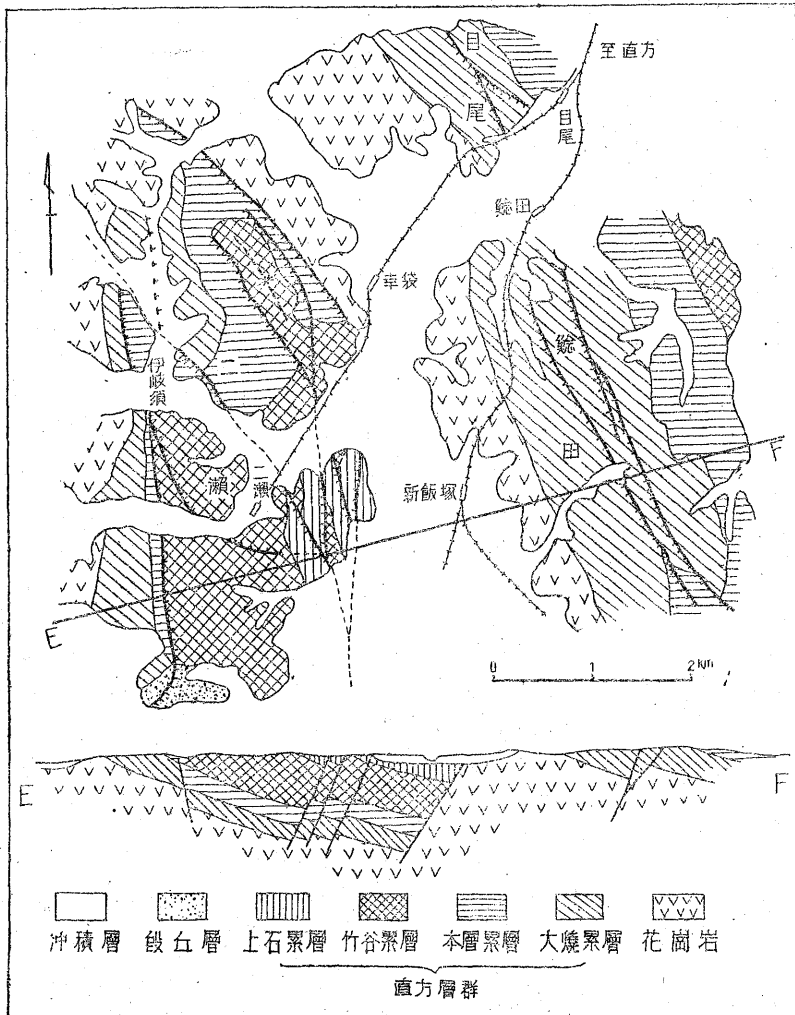 至直方
目尾
目尾
鯰田
幸袋
伊岐須
鯰田
二瀬
瀬
新飯塚
F
E
0 1 2 km
E
F
冲積層
段丘層
上石累層
竹谷累層
本層累層
大焼累層
花崗岩
直方層群